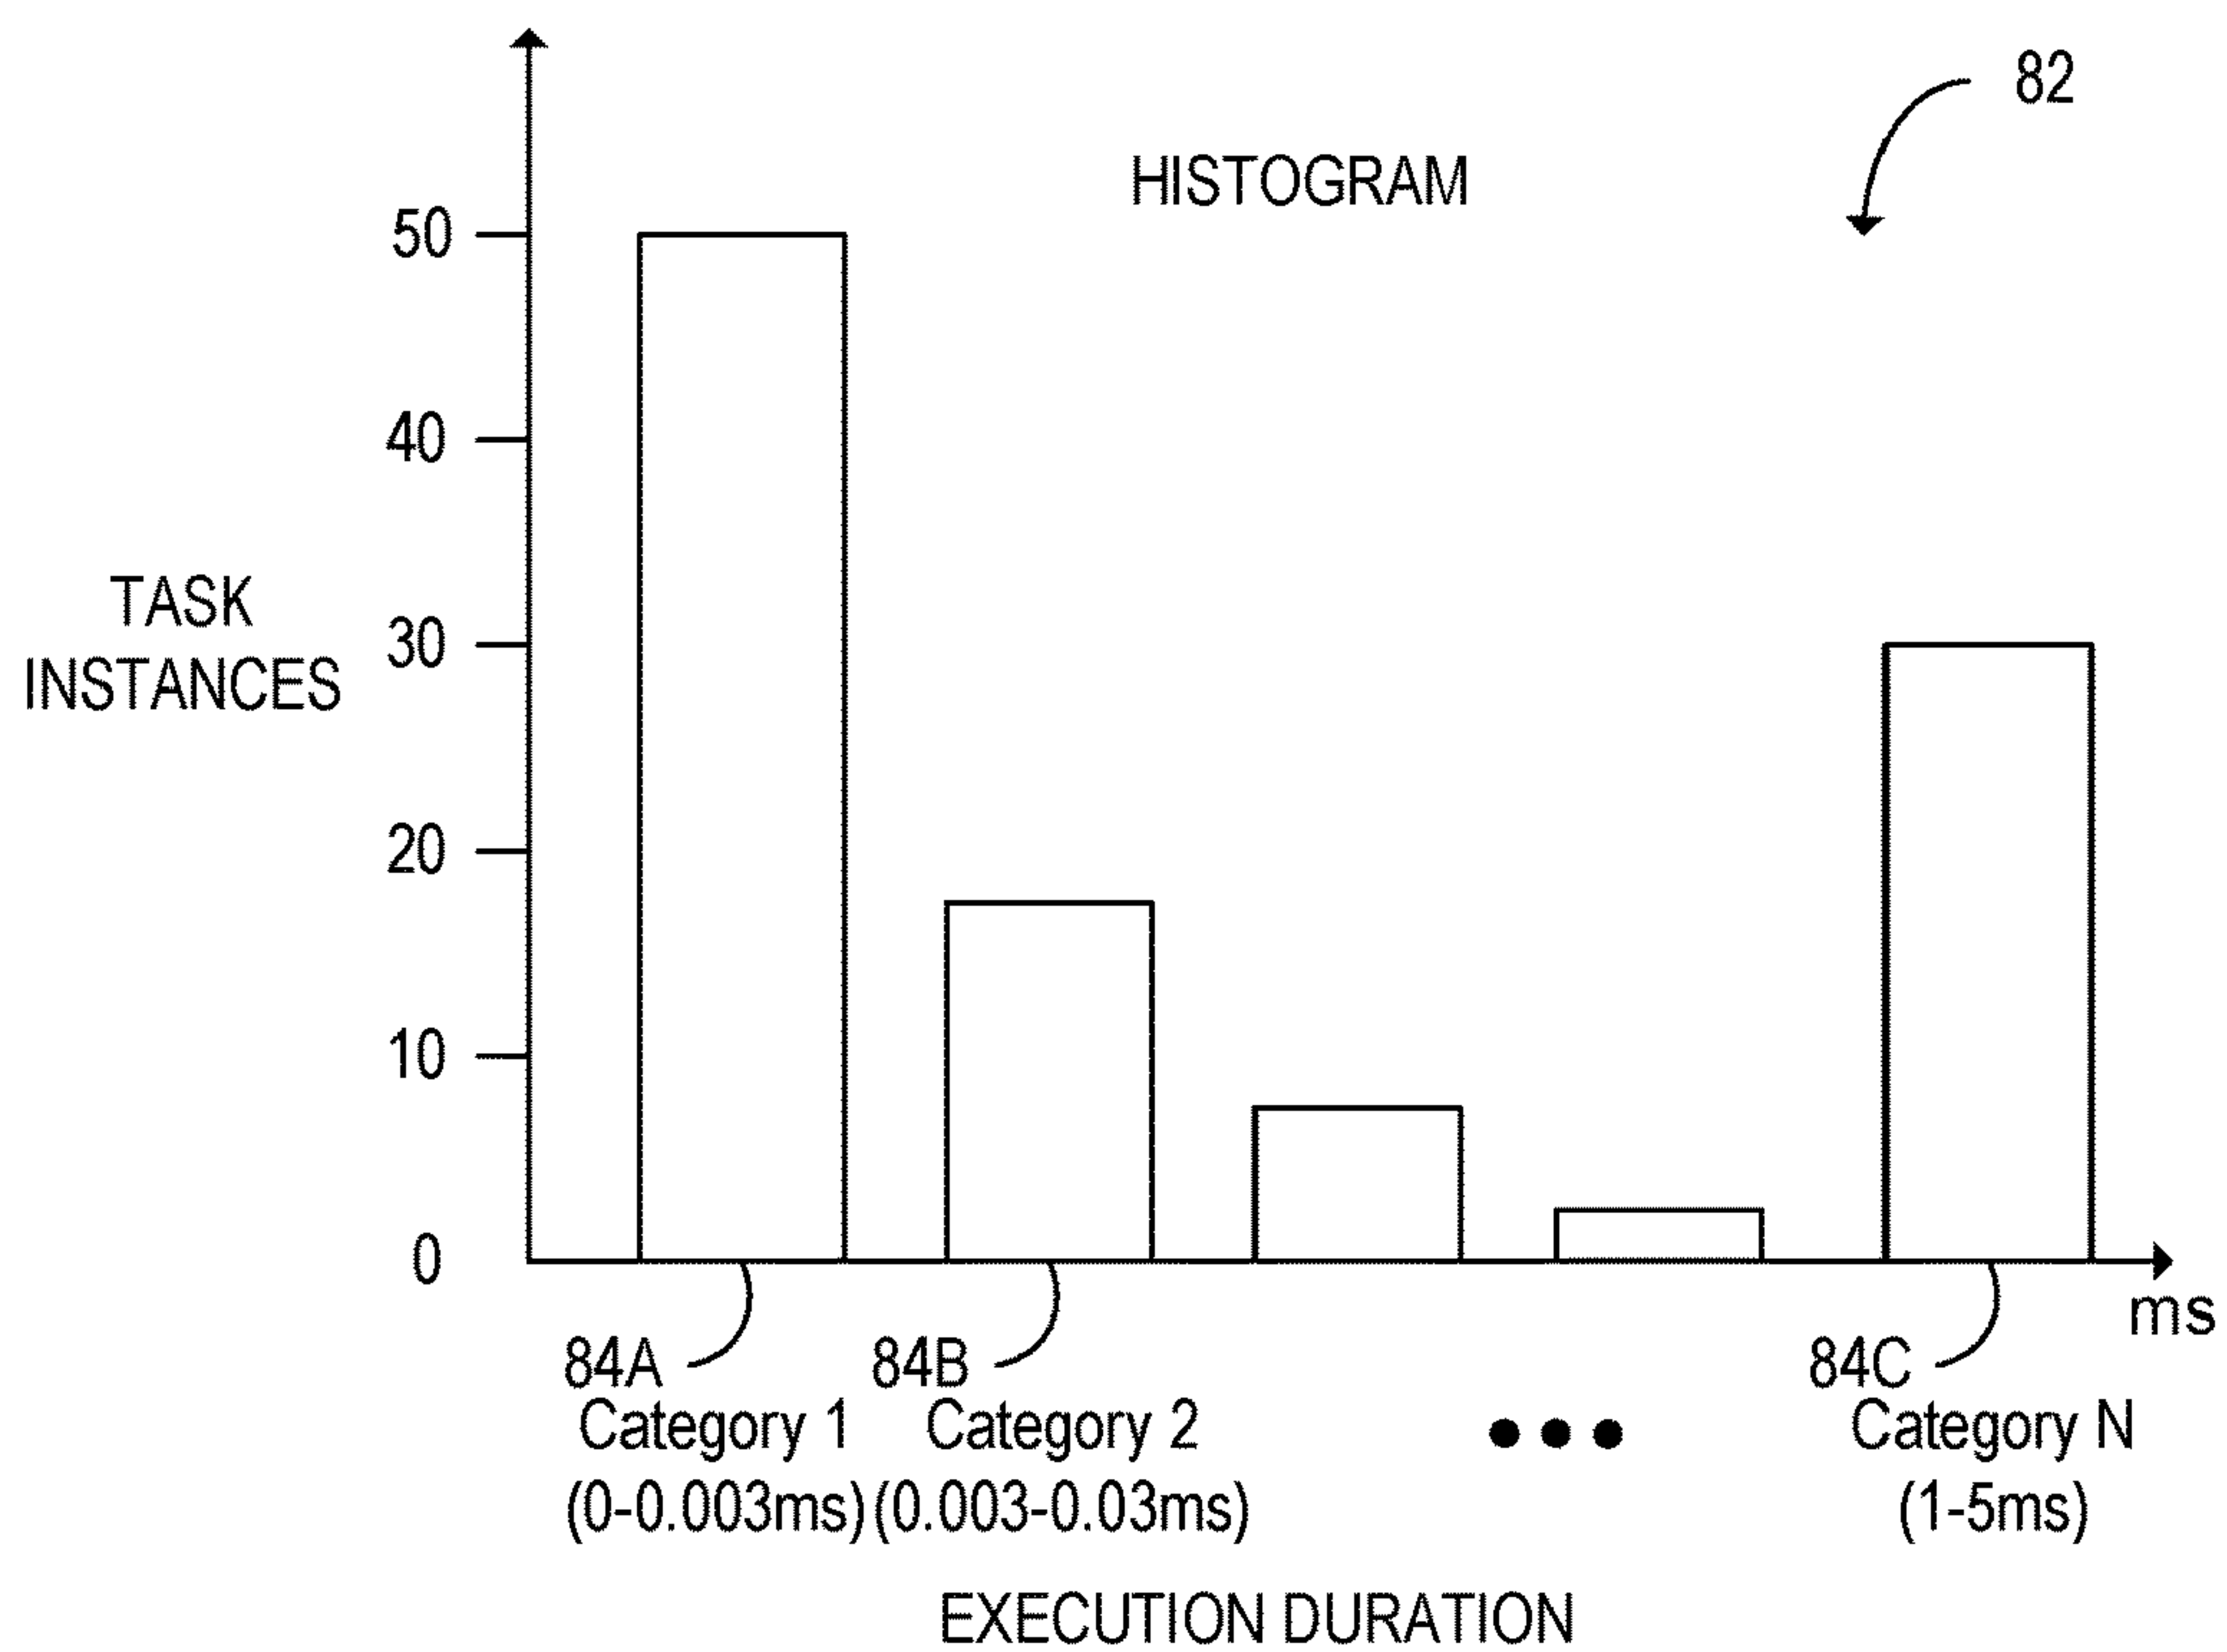 82
HISTOGRAM
50
40
30
20
10
0
TASK
INSTANCES
ms
84A 84B 84C
Category 1 Category 2 ●●● Category N
(0-0.003ms) (0.003-0.03ms) (1-5ms)
EXECUTION DURATION